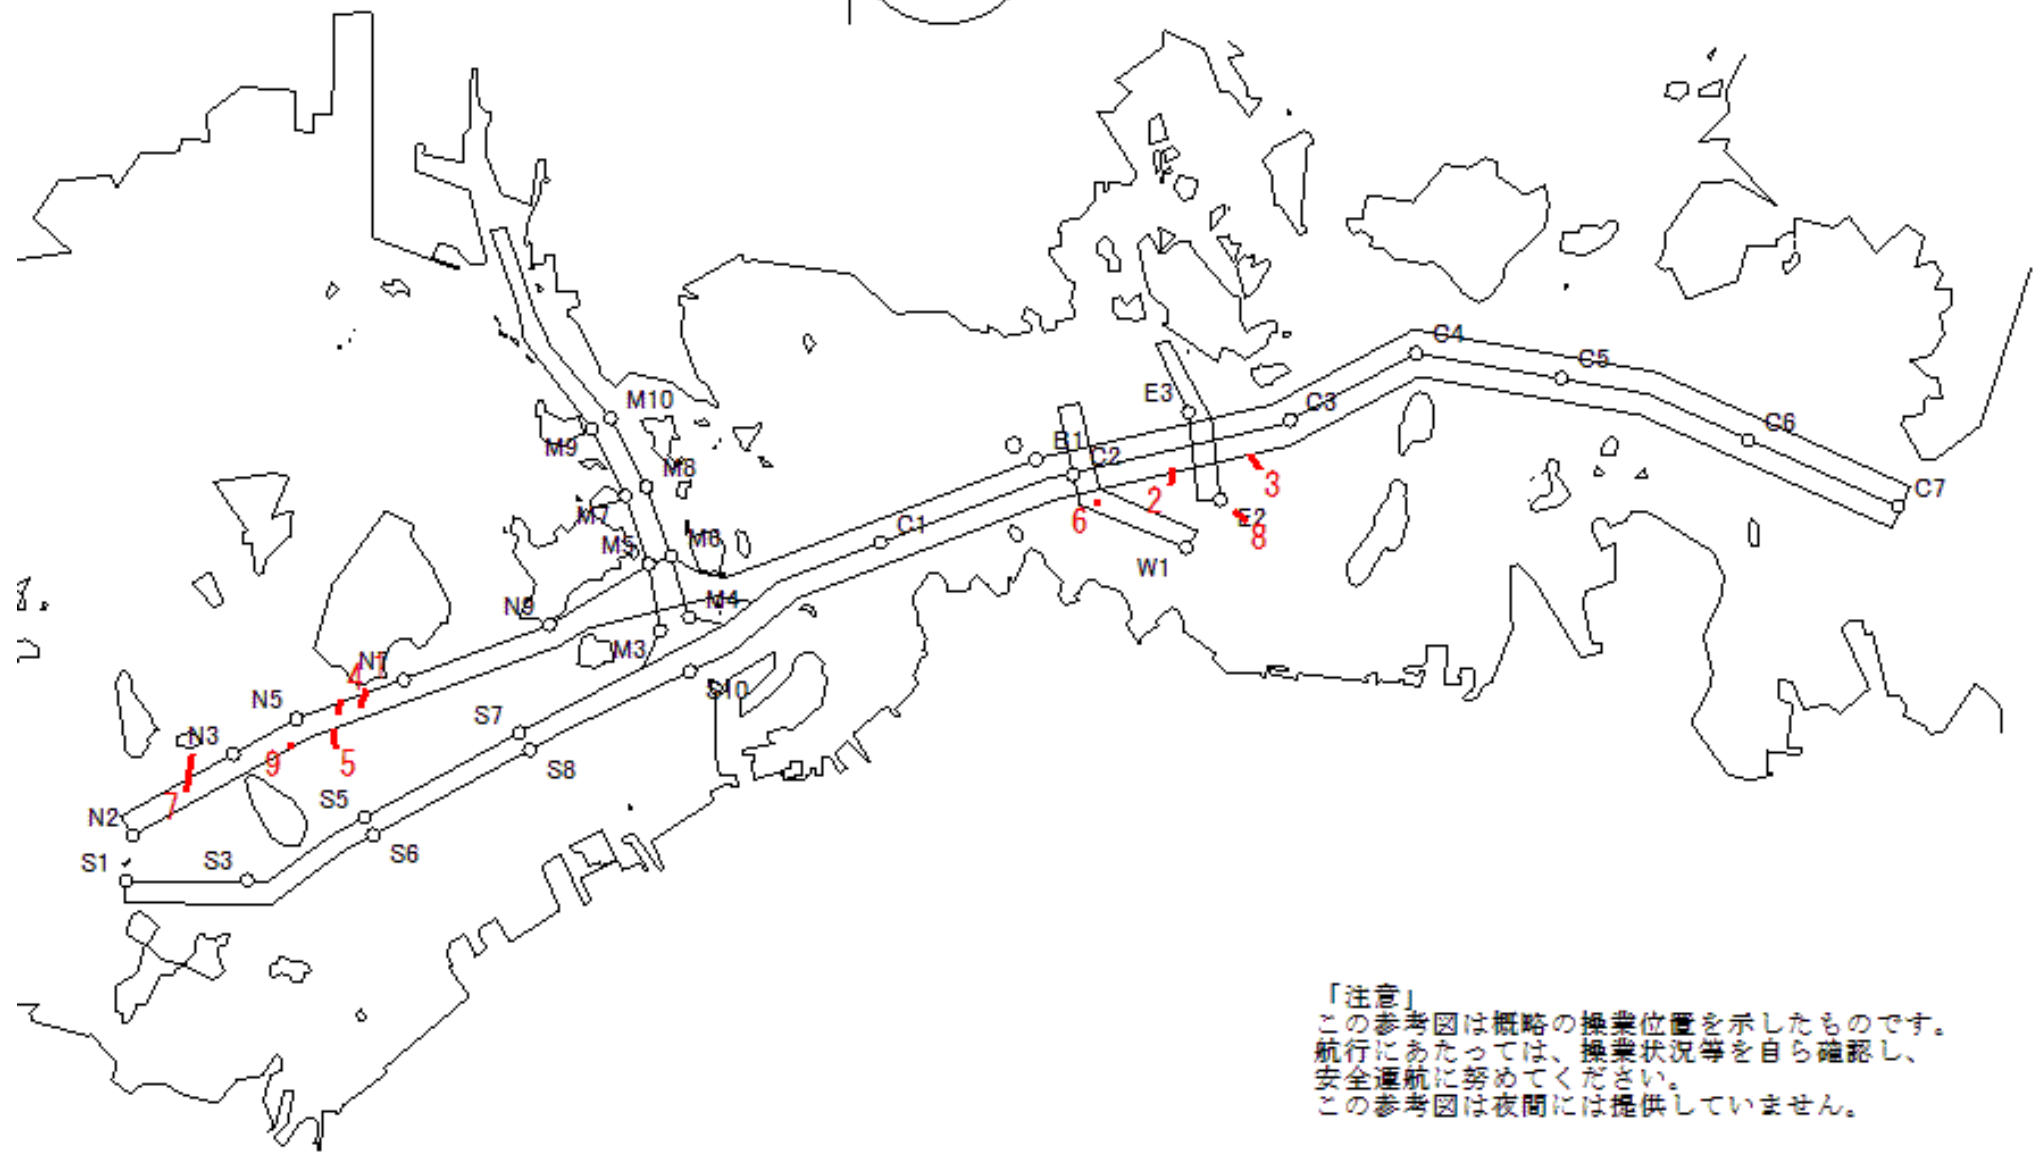 C4
C5
M10
E3
C3
C6
M9
B1
C2
M8
C7
3
2
M7
6
E2
C1
M6
M5
8
W1
N9
M4
M3
N7
4
1
S10
N5
S7
N3
9
5
S8
7
S5
N2
S6
S1
S3
「注意」
この参考図は概略の操業位置を示したものです。
航行にあたっては、操業状況等を自ら確認し、
安全運航に努めてください。
この参考図は夜間には提供していません。